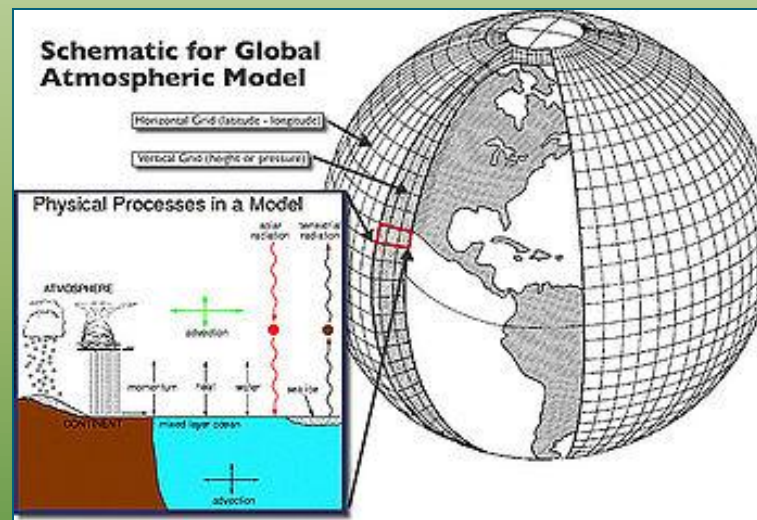 Schematic for Global
Atmospheric Model
Horizontal Grid (latitude - longitude)
Vertical Grid (height or pressure)
Physical Processes in a Model
solar
radiation
terrestrial
radiation
ATMOSPHERE
advection
momentum
heat
water
sea ice
CONTINENT
mixed layer ocean
advection